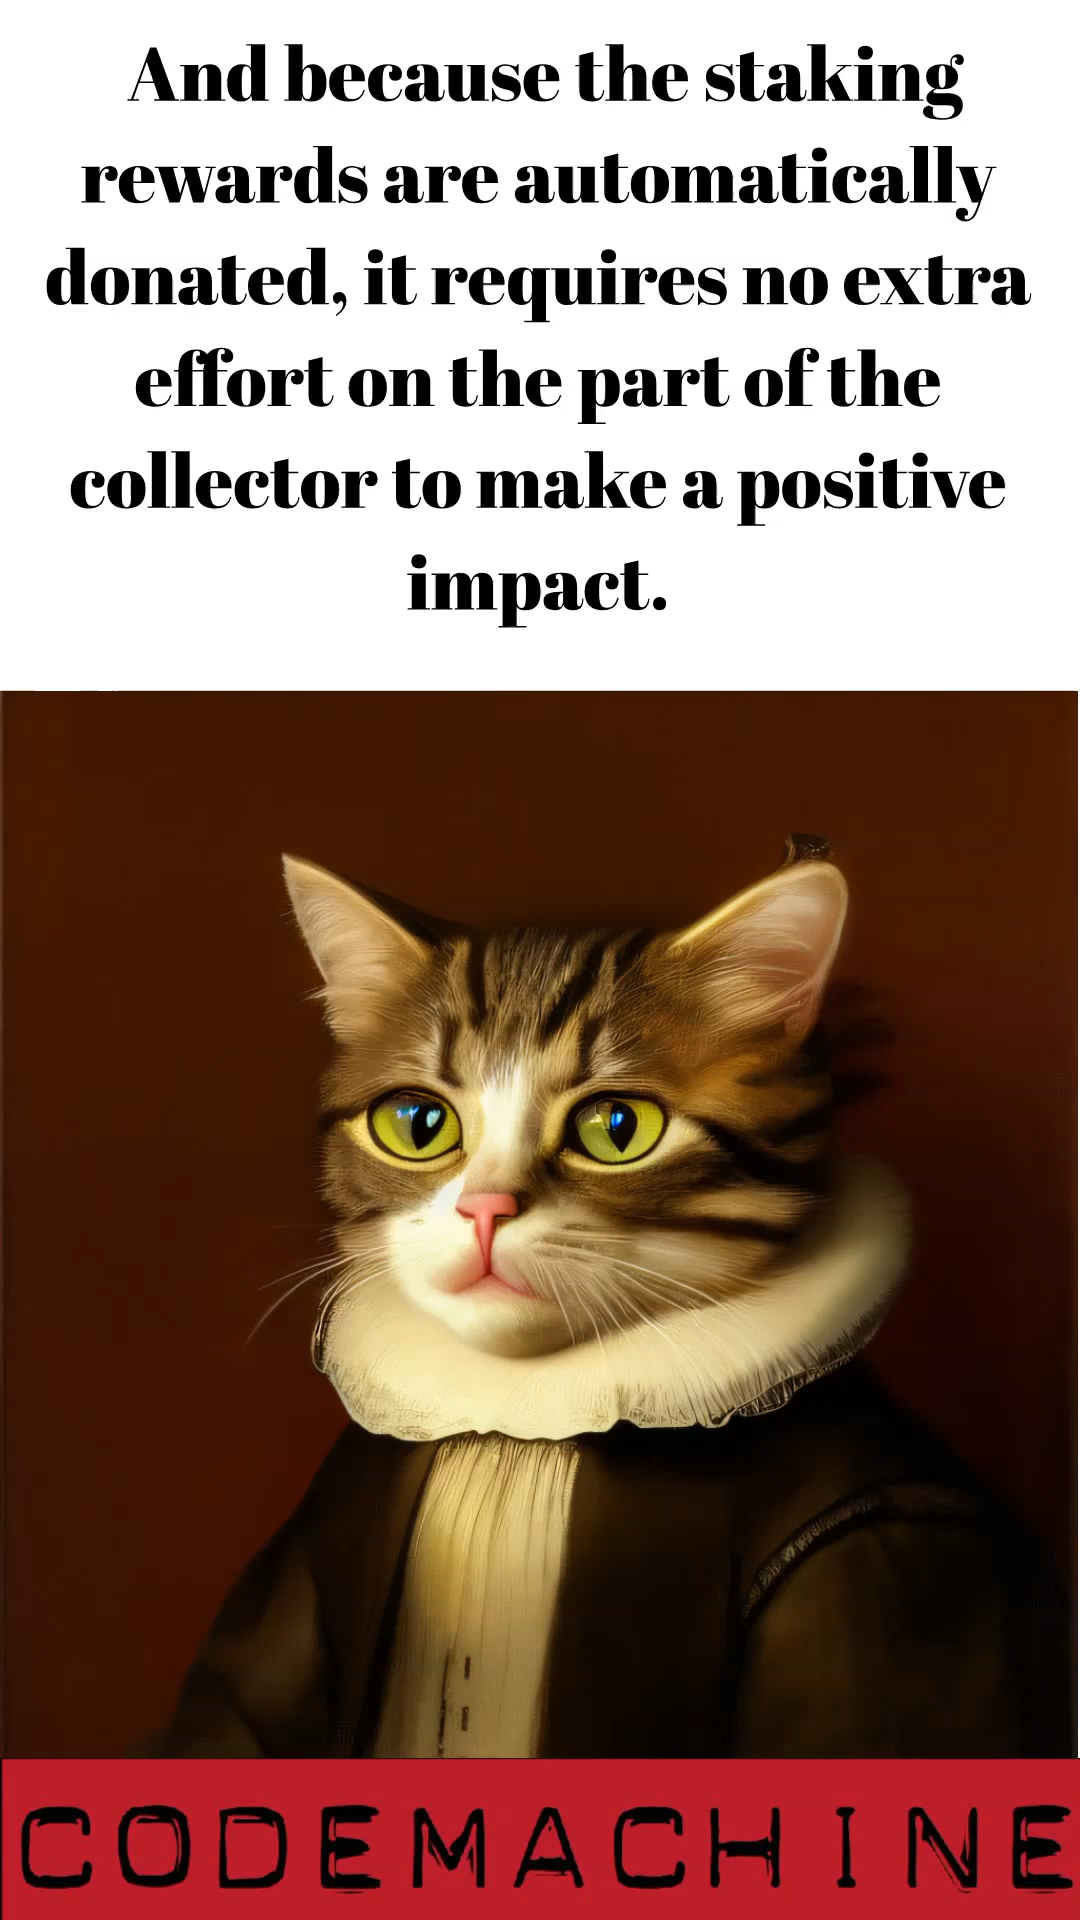 And because the staking
rewards are automatically
donated, it requires no extra
effort on the part of the
collector to make a positive
impact.
CODEMACHINE